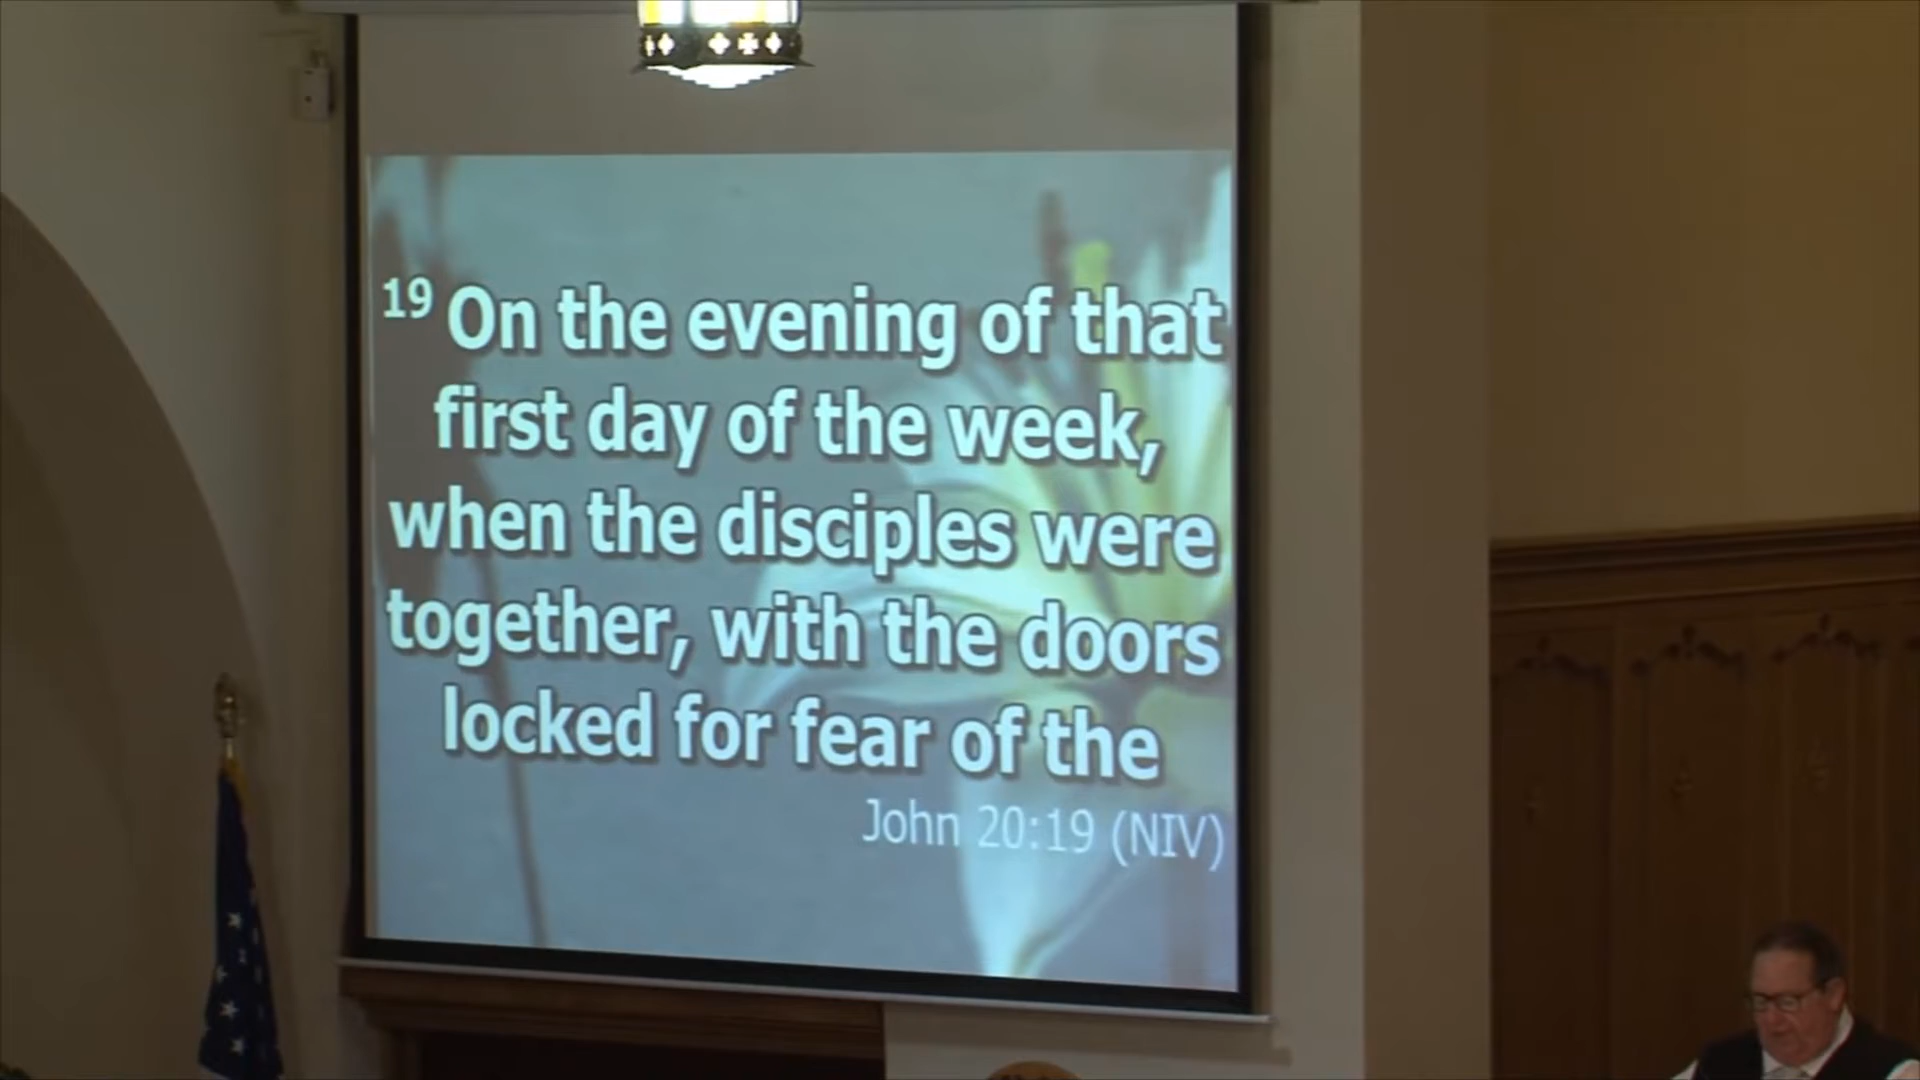 19 On the evening of that
first day of the week,
when the disciples were
together, with the doors
locked for fear of the
John 20:19 (NIV)